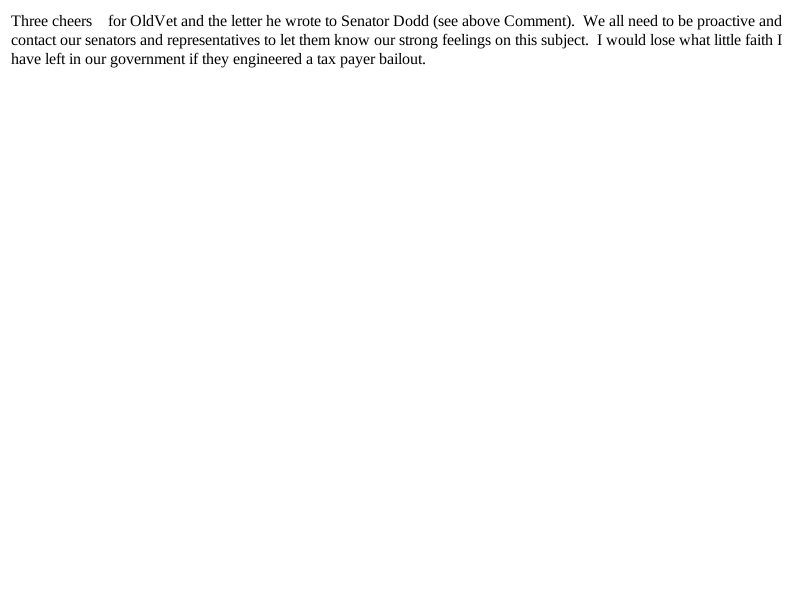 Three cheers    for OldVet and the letter he wrote to Senator Dodd (see above Comment).  We all need to be proactive and
contact our senators and representatives to let them know our strong feelings on this subject.  I would lose what little faith I
have left in our government if they engineered a tax payer bailout.